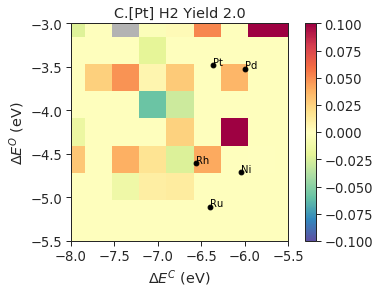 C.[Pt] H2 Yield 2.0
−3.0
−3.5
−4.0
−4.5
−5.0
−5.5
ΔE^O (eV)
−8.0 −7.5 −7.0 −6.5 −6.0 −5.5
ΔE^C (eV)
Pt
Pd
Rh
Ni
Ru
0.100
0.075
0.050
0.025
0.000
−0.025
−0.050
−0.075
−0.100